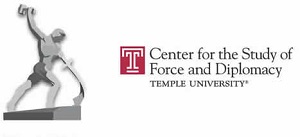 T
Center for the Study of
Force and Diplomacy
TEMPLE UNIVERSITY®